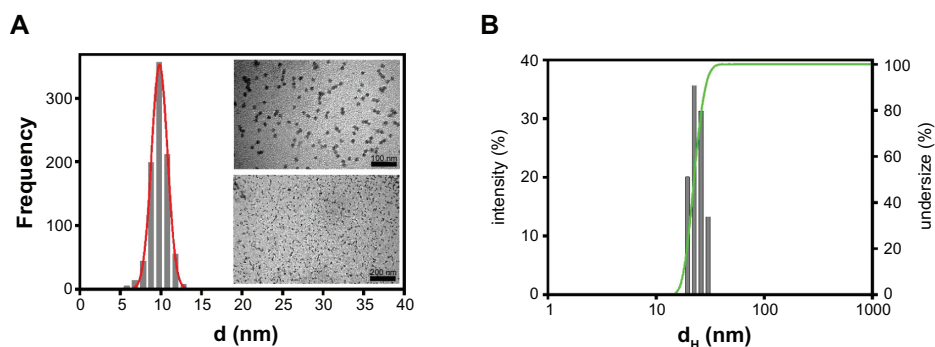 A
Frequency
300
200
100
0
0 5 10 15 20 25 30 35 40
d (nm)
100 nm
200 nm
B
intensity (%)
40
30
20
10
0
1 10 100 1000
d_H (nm)
100
80
60
40
20
0
undersize (%)